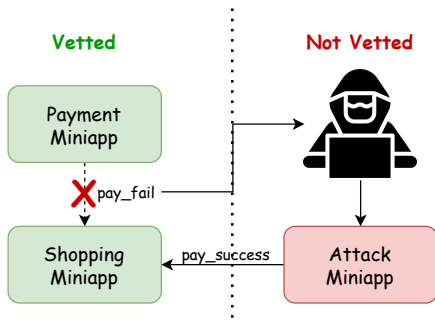 Vetted
Not Vetted
Payment
Miniapp
pay_fail
Shopping
Miniapp
pay_success
Attack
Miniapp